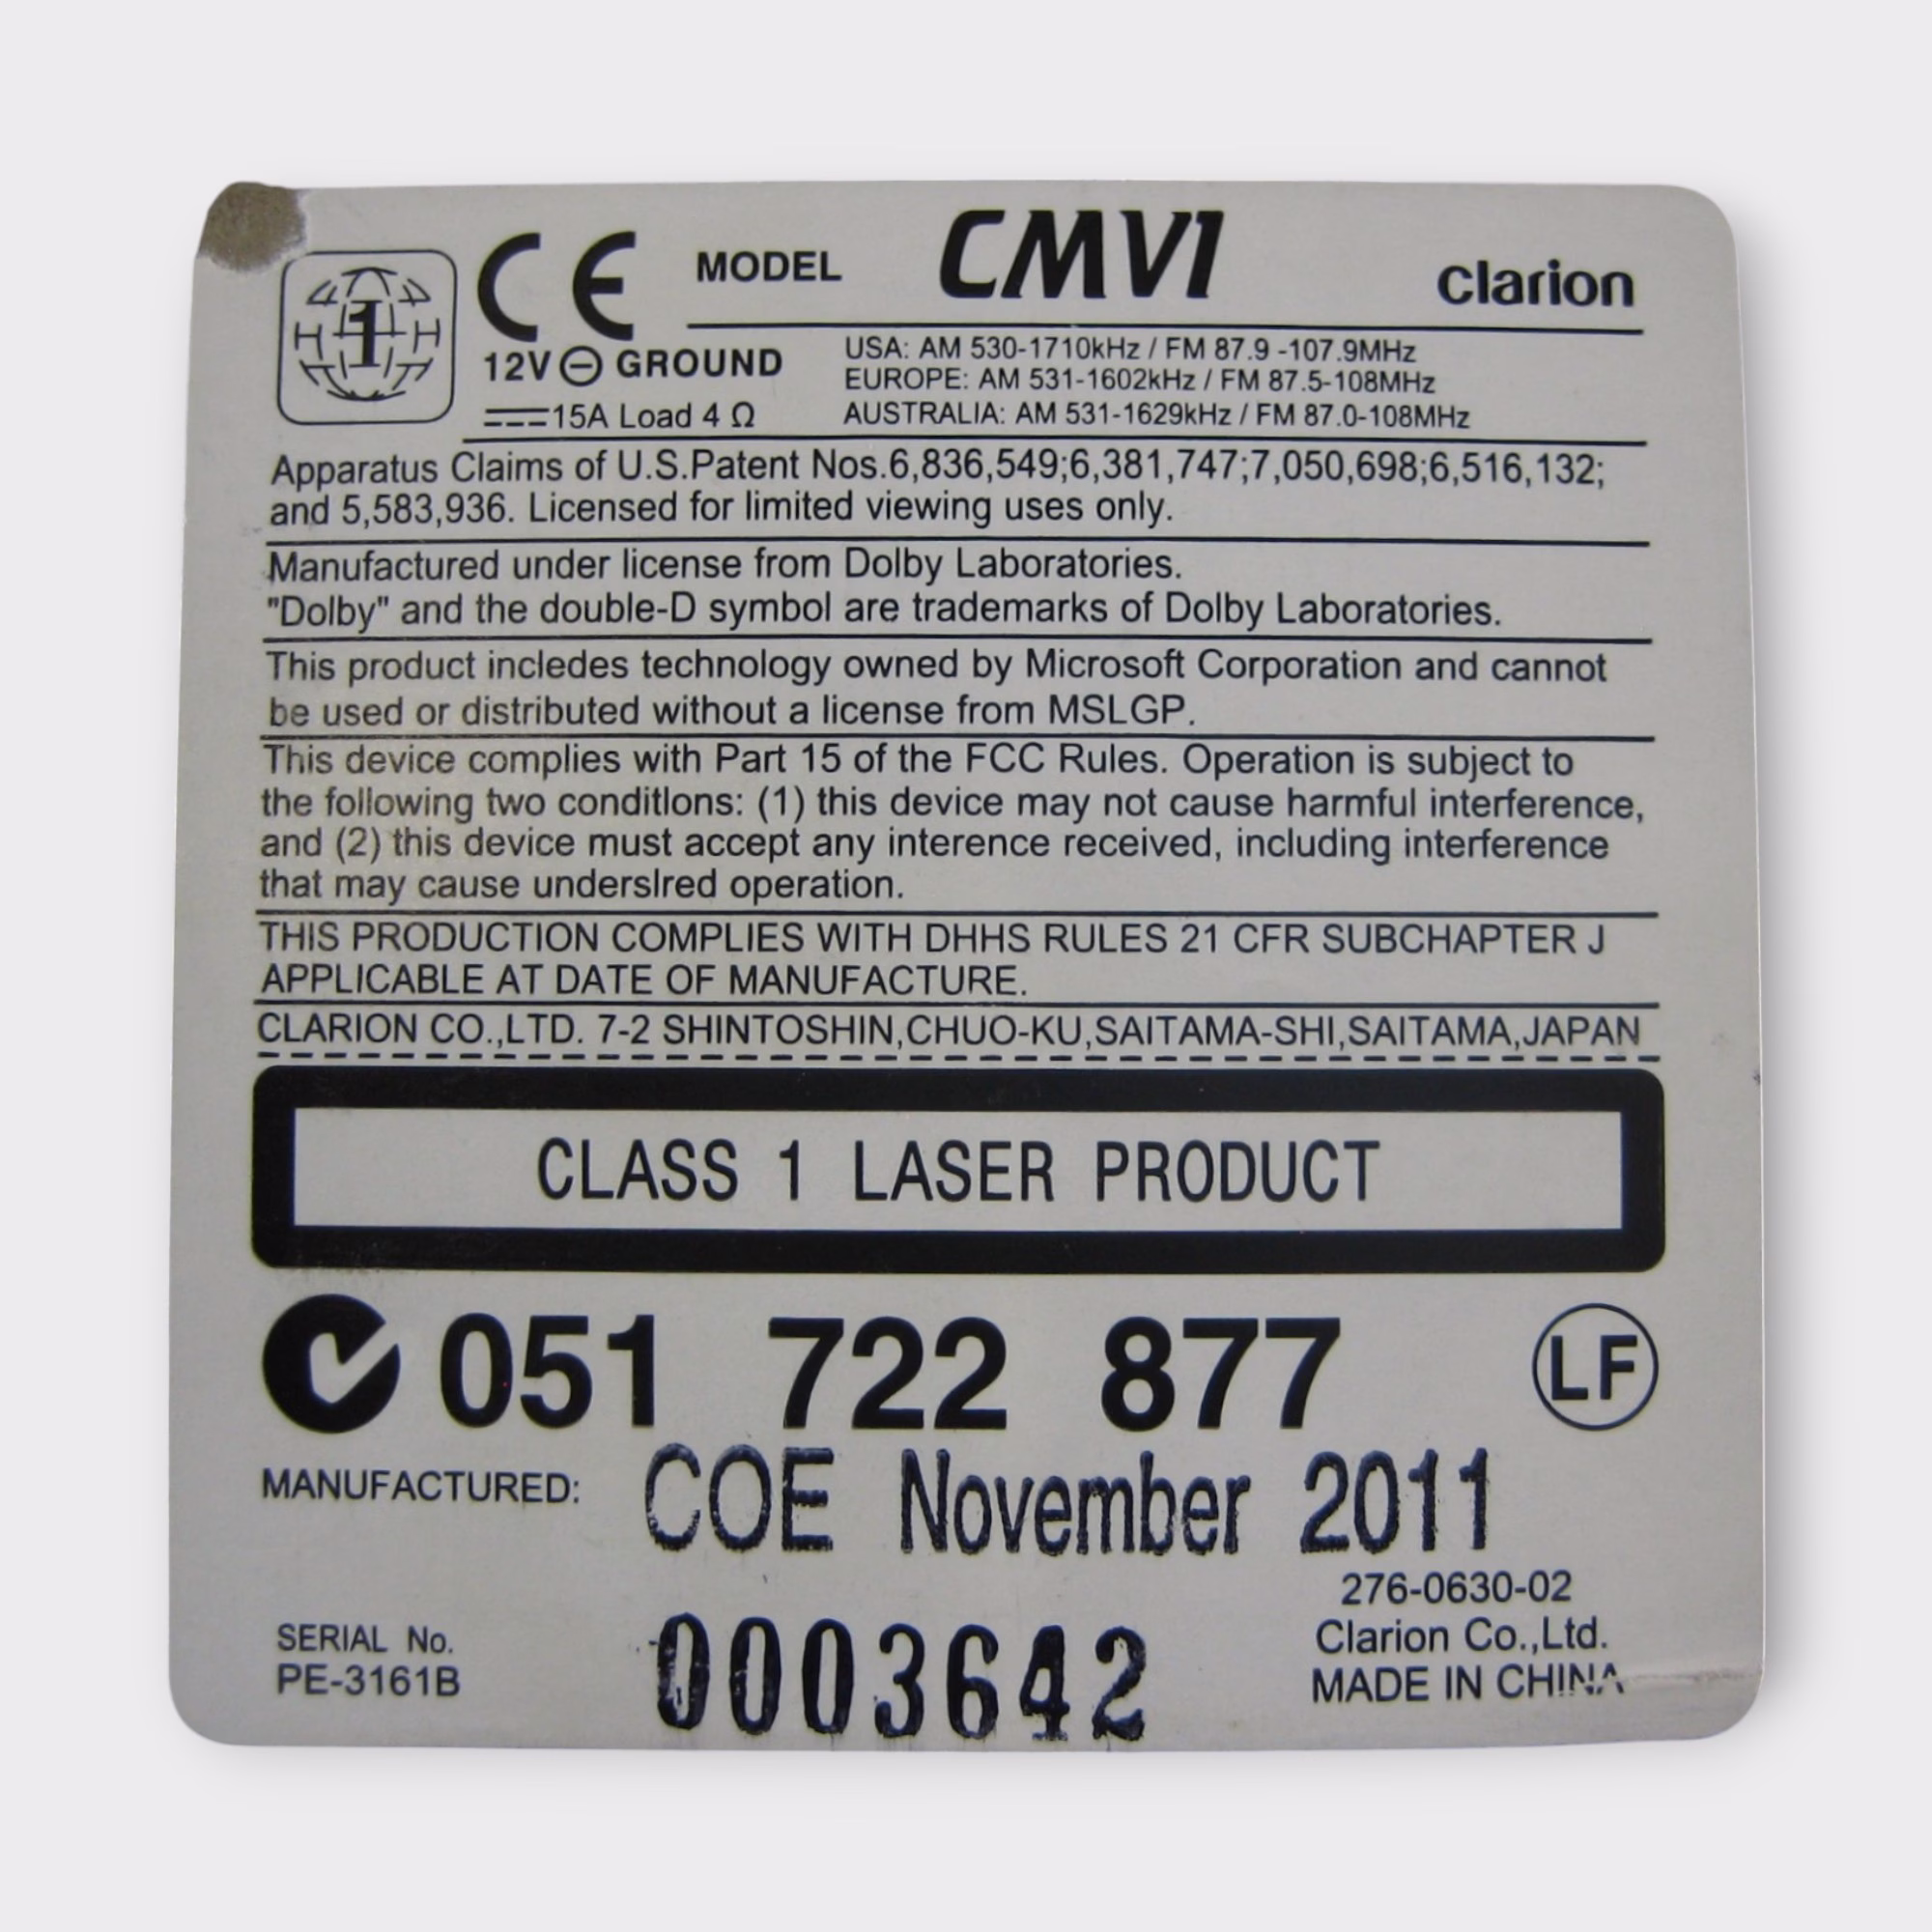 1
CE MODEL CMV1 clarion
12V ⊖ GROUND
15A Load 4 Ω
USA: AM 530-1710kHz / FM 87.9 -107.9MHz
EUROPE: AM 531-1602kHz / FM 87.5-108MHz
AUSTRALIA: AM 531-1629kHz / FM 87.0-108MHz
Apparatus Claims of U.S.Patent Nos.6,836,549;6,381,747;7,050,698;6,516,132;
and 5,583,936. Licensed for limited viewing uses only.
Manufactured under license from Dolby Laboratories.
"Dolby" and the double-D symbol are trademarks of Dolby Laboratories.
This product incledes technology owned by Microsoft Corporation and cannot
be used or distributed without a license from MSLGP.
This device complies with Part 15 of the FCC Rules. Operation is subject to
the following two conditlons: (1) this device may not cause harmful interference,
and (2) this device must accept any interence received, including interference
that may cause underslred operation.
THIS PRODUCTION COMPLIES WITH DHHS RULES 21 CFR SUBCHAPTER J
APPLICABLE AT DATE OF MANUFACTURE.
CLARION CO.,LTD. 7-2 SHINTOSHIN,CHUO-KU,SAITAMA-SHI,SAITAMA,JAPAN
CLASS 1 LASER PRODUCT
051 722 877 LF
MANUFACTURED: COE November 2011
276-0630-02
SERIAL No.
PE-3161B
0003642
Clarion Co.,Ltd.
MADE IN CHINA